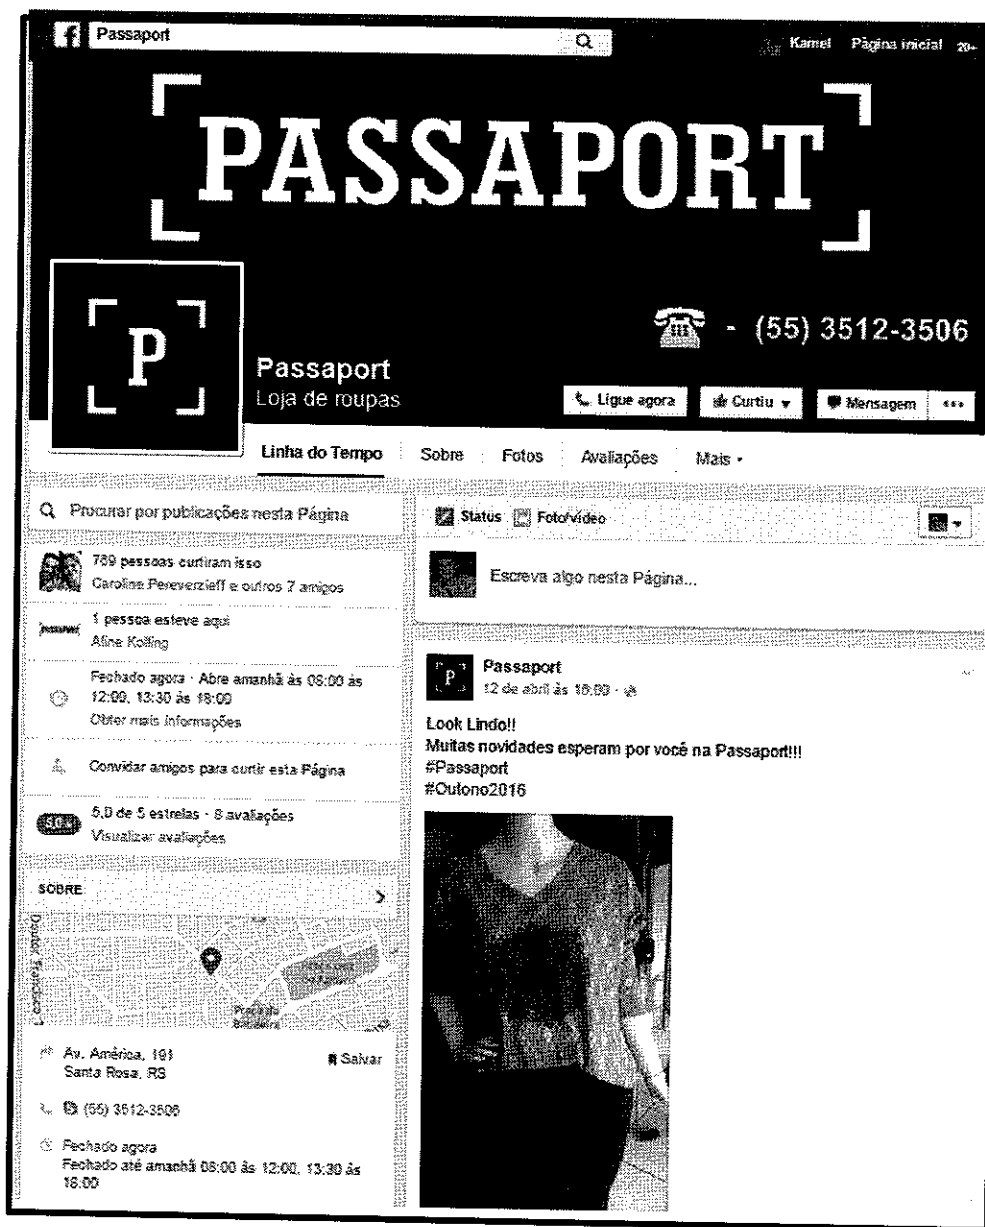 Passaport
Kamel Página inicial 20+
PASSAPORT
P
(55) 3512-3506
Passaport
Loja de roupas
Ligue agora
Curtiu
Mensagem
Linha do Tempo
Sobre
Fotos
Avaliações
Mais
Procurar por publicações nesta Página
789 pessoas curtiram isso
Caroline Pereverzieff e outros 7 amigos
1 pessoa esteve aqui
Aline Kolling
Fechado agora · Abre amanhã às 08:00 às
12:00, 13:30 às 18:00
Obter mais informações
Convidar amigos para curtir esta Página
5,0 de 5 estrelas · 8 avaliações
Visualizar avaliações
SOBRE
Praça da
Bandeira
Av. América, 191
Santa Rosa, RS
Salvar
(55) 3512-3506
Fechado agora
Fechado até amanhã 08:00 às 12:00, 13:30 às
18:00
Status
Foto/vídeo
Escreva algo nesta Página...
P
Passaport
12 de abril às 18:00
Look Lindo!!
Muitas novidades esperam por você na Passaport!!!
#Passaport
#Outono2016